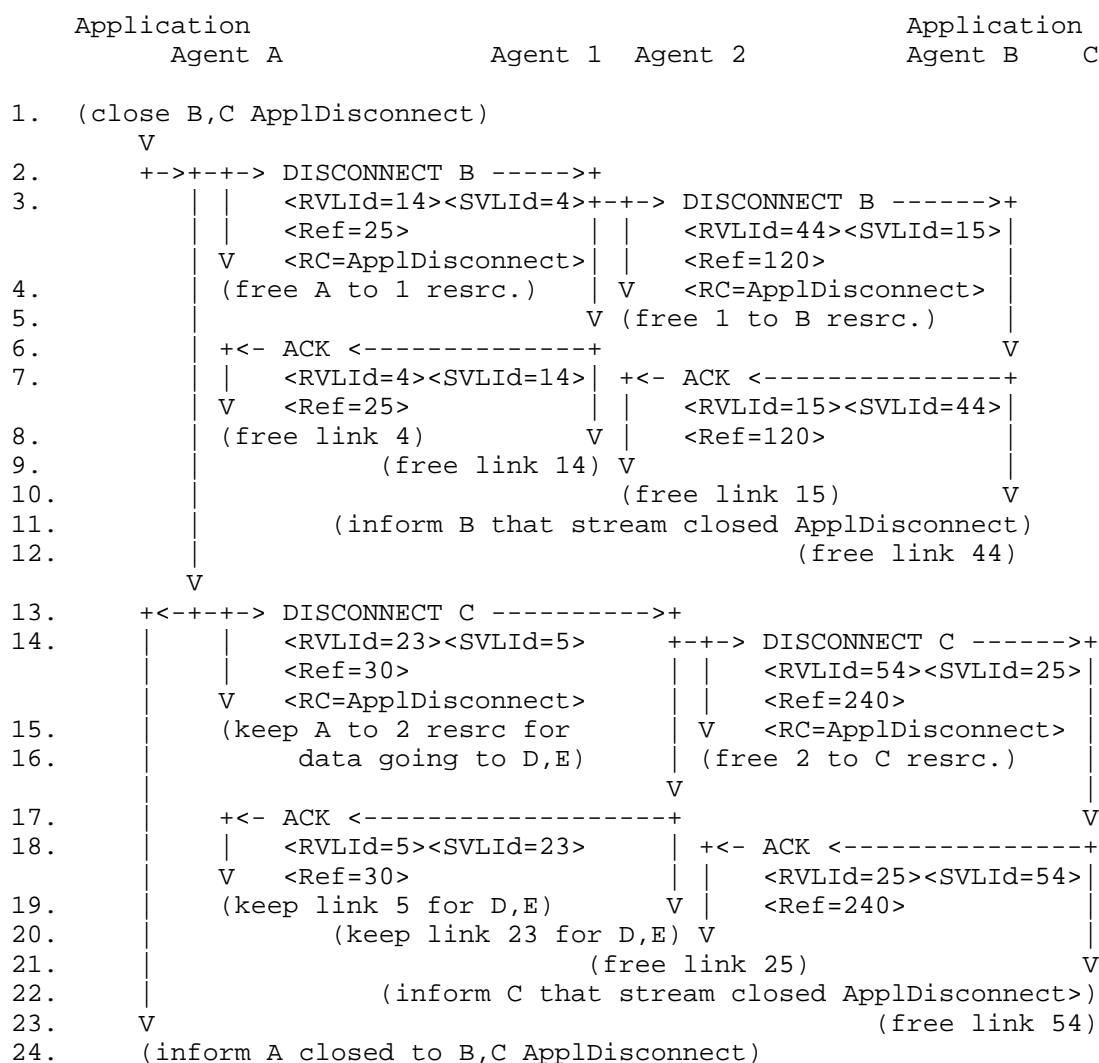 Application                                         Application
          Agent A              Agent 1  Agent 2          Agent B    C

1.  (close B,C ApplDisconnect)
        V
2.      +->+-+-> DISCONNECT B ----->+
3.         | |   <RVLId=14><SVLId=4>+-+-> DISCONNECT B ------>+
           | |   <Ref=25>           | |   <RVLId=44><SVLId=15>|
           | V   <RC=ApplDisconnect>| |   <Ref=120>           |
4.         | (free A to 1 resrc.)   | V   <RC=ApplDisconnect> |
5.         |                        V (free 1 to B resrc.)    |
6.         | +<- ACK <--------------+                         V
7.         | |   <RVLId=4><SVLId=14>| +<- ACK <---------------+
           | V   <Ref=25>           | |   <RVLId=15><SVLId=44>|
8.         | (free link 4)          V |   <Ref=120>           |
9.         |           (free link 14) V                       |
10.        |                          (free link 15)          V
11.        |        (inform B that stream closed ApplDisconnect)
12.        |                                     (free link 44)
           V
13.     +<-+-+-> DISCONNECT C ---------->+
14.     |    |   <RVLId=23><SVLId=5>     +-+-> DISCONNECT C ------>+
        |    |   <Ref=30>                | |   <RVLId=54><SVLId=25>|
        |    V   <RC=ApplDisconnect>     | |   <Ref=240>           |
15.     |    (keep A to 2 resrc for      | V   <RC=ApplDisconnect> |
16.     |        data going to D,E)      | (free 2 to C resrc.)    |
        |                                V                         |
17.     |    +<- ACK <-------------------+                         V
18.     |    |   <RVLId=5><SVLId=23>     | +<- ACK <---------------+
        |    V   <Ref=30>                | |   <RVLId=25><SVLId=54>|
19.     |    (keep link 5 for D,E)       V |   <Ref=240>           |
20.     |           (keep link 23 for D,E) V                       |
21.     |                            (free link 25)                V
22.     |              (inform C that stream closed ApplDisconnect>)
23.     V                                            (free link 54)
24.     (inform A closed to B,C ApplDisconnect)